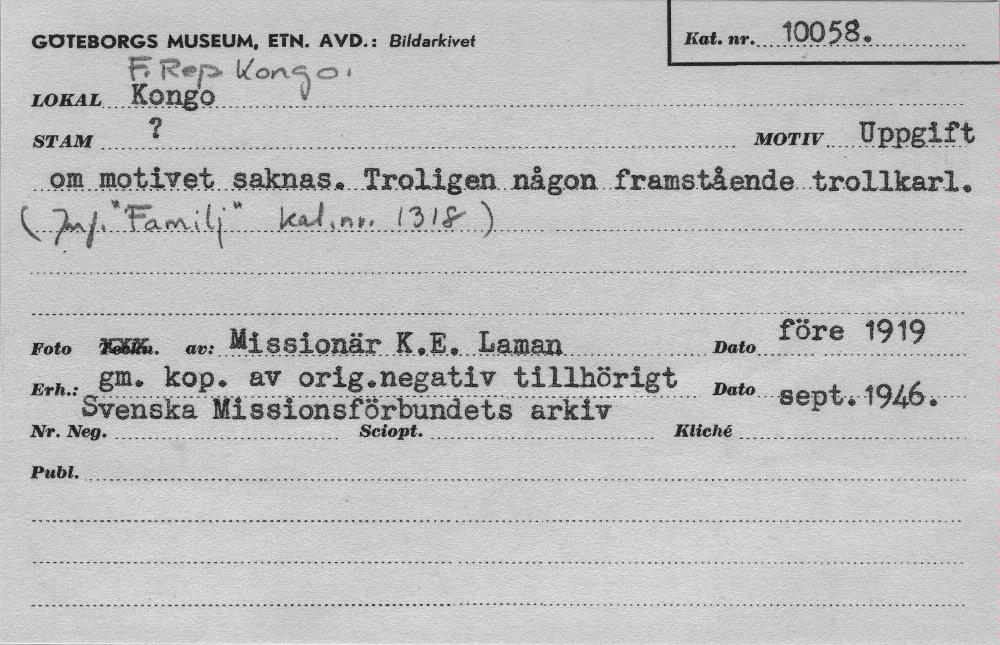 GÖTEBORGS MUSEUM, ETN. AVD.: Bildarkivet
Kat. nr. 10058.
F. Rep Kongo.
LOKAL Kongo
STAM ?
MOTIV Uppgift
om motivet saknas. Troligen någon framstående trollkarl.
(Jmf. "Familj" kat.nr. 1318)
Foto Teckn. av: Missionär K.E. Laman
Dato före 1919
Erh.: gm. kop. av orig.negativ tillhörigt
Svenska Missionsförbundets arkiv
Dato sept. 1946.
Nr. Neg. Sciopt. Kliché
Publ.